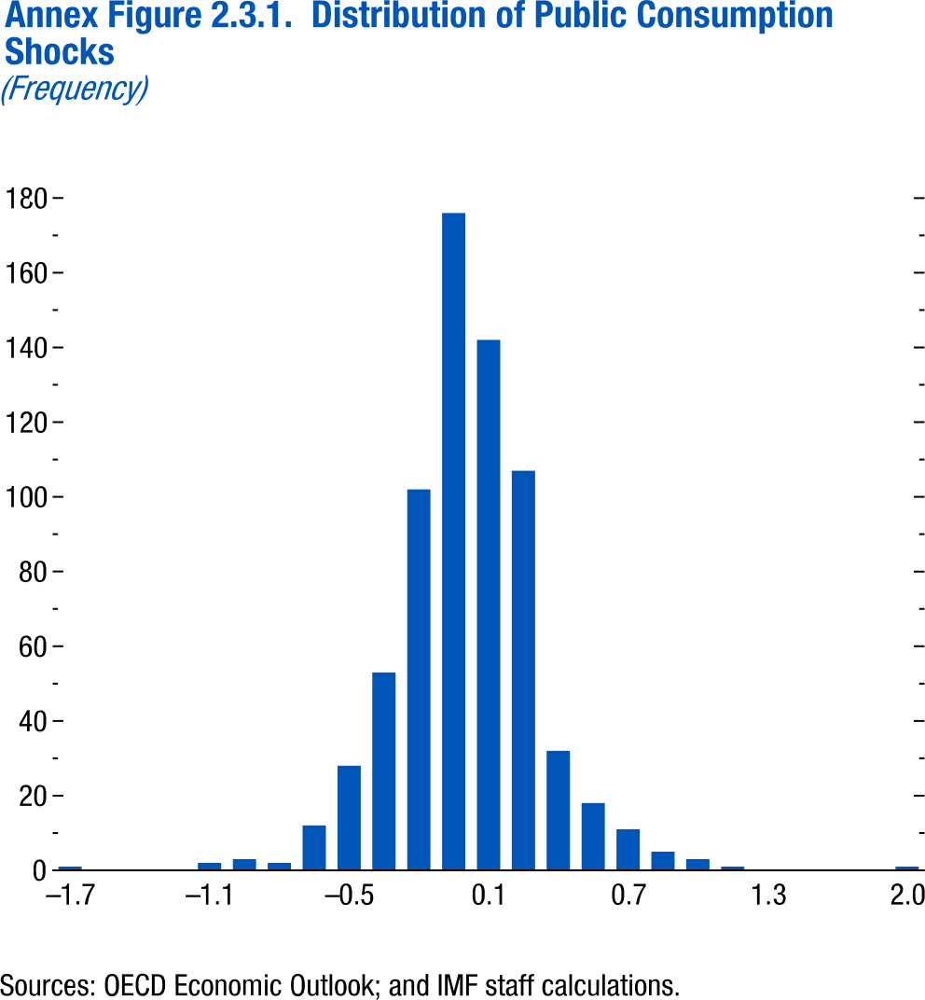 Annex Figure 2.3.1.  Distribution of Public Consumption
Shocks
(Frequency)
180
160
140
120
100
80
60
40
20
0
–1.7 –1.1 –0.5 0.1 0.7 1.3 2.0
Sources: OECD Economic Outlook; and IMF staff calculations.